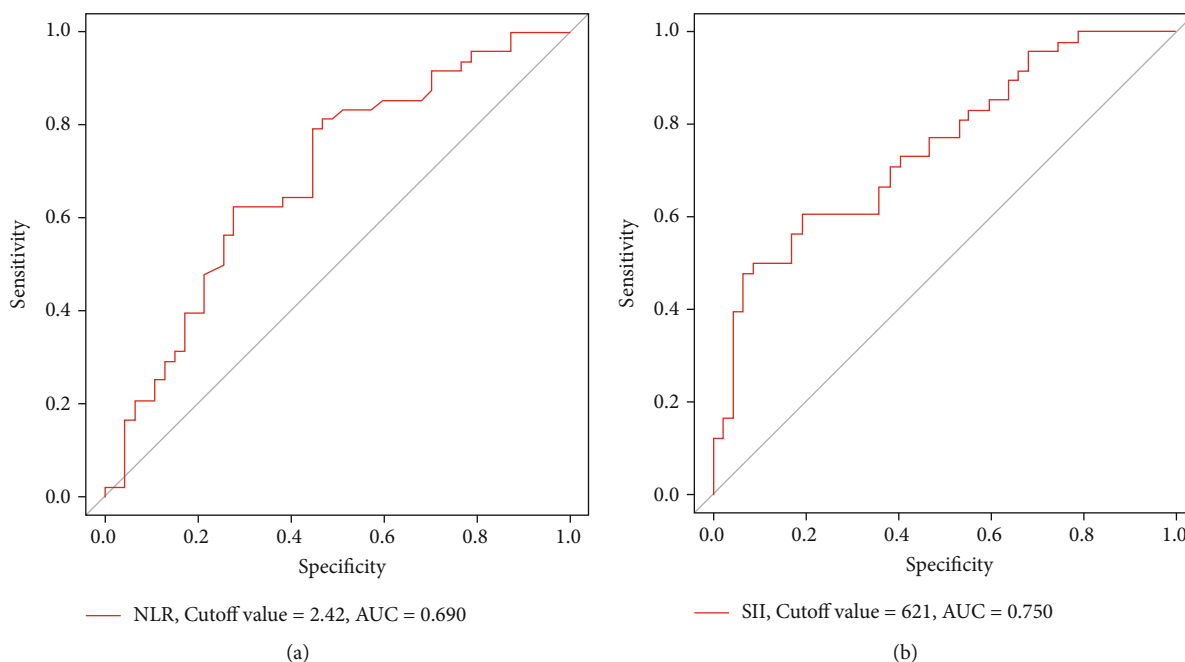 1.0
0.8
0.6
0.4
0.2
0.0
Sensitivity
0.0 0.2 0.4 0.6 0.8 1.0
Specificity
NLR, Cutoff value = 2.42, AUC = 0.690
(a)
1.0
0.8
0.6
0.4
0.2
0.0
Sensitivity
0.0 0.2 0.4 0.6 0.8 1.0
Specificity
SII, Cutoff value = 621, AUC = 0.750
(b)